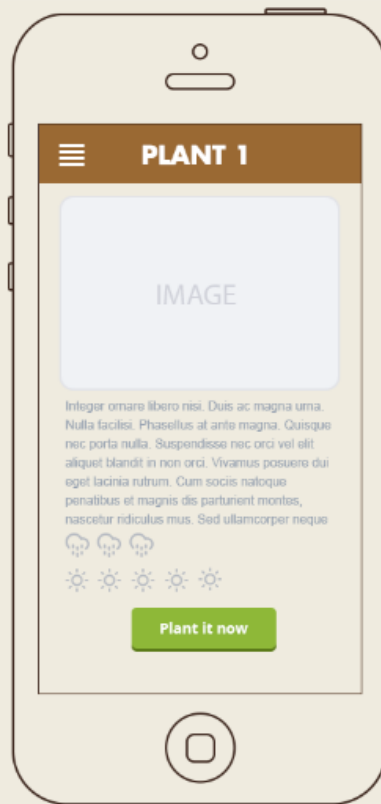 PLANT 1
IMAGE
Integer ornare libero nisi. Duis ac magna urna.
Nulla facilisi. Phasellus at ante magna. Quisque
nec porta nulla. Suspendisse nec orci vel elit
aliquet blandit in non orci. Vivamus posuere dui
eget lacinia rutrum. Cum sociis natoque
penatibus et magnis dis parturient montes,
nascetur ridiculus mus. Sed ullamcorper neque
Plant it now